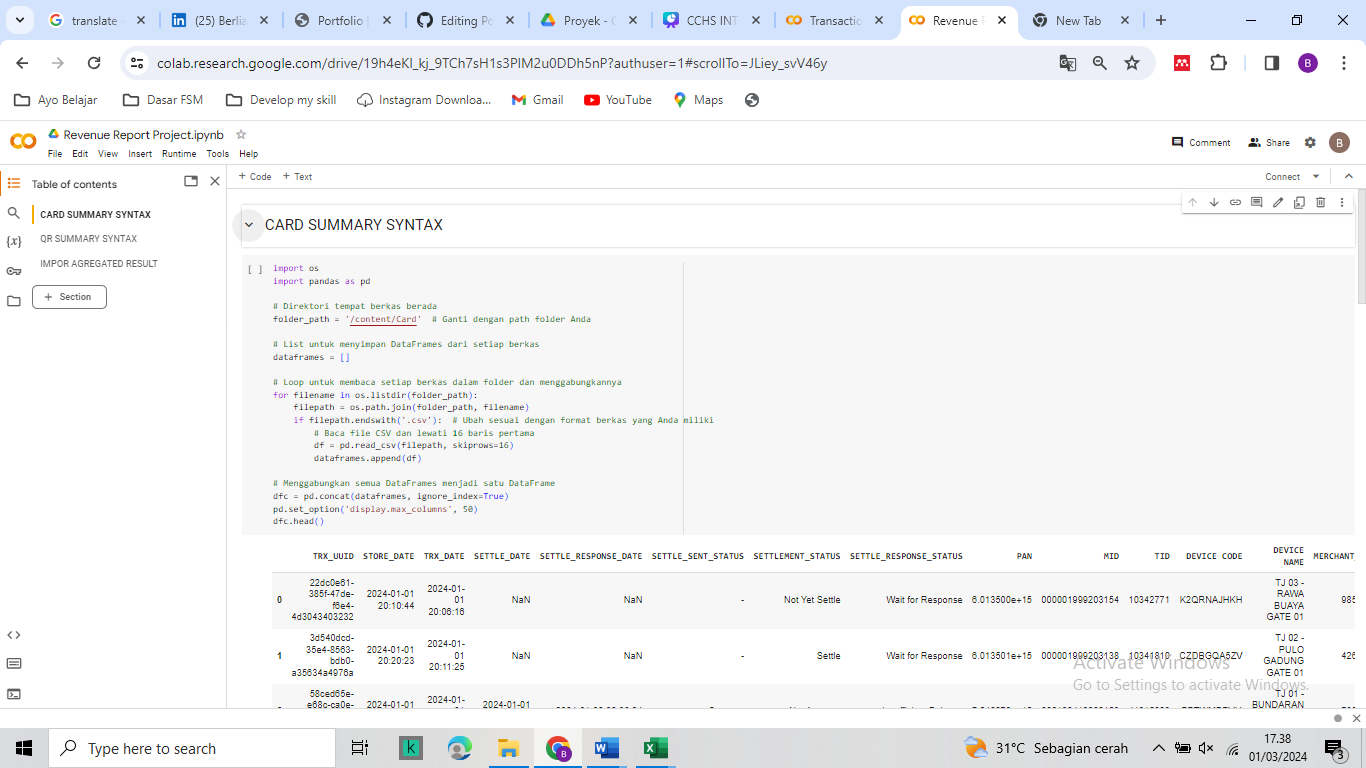 translate
(25) Berlia
Portfolio
Editing Po
Proyek - G
CCHS INT
Transactio
Revenue F
New Tab
colab.research.google.com/drive/19h4eKl_kj_9TCh7sH1s3PIM2u0DDh5nP?authuser=1#scrollTo=JLiey_svV46y
B
Ayo Belajar
Dasar FSM
Develop my skill
Instagram Downloa...
Gmail
YouTube
Maps
Revenue Report Project.ipynb
File Edit View Insert Runtime Tools Help
Comment
Share
B
Table of contents
+ Code + Text
Connect
CARD SUMMARY SYNTAX
QR SUMMARY SYNTAX
IMPOR AGREGATED RESULT
+ Section
{x}
CARD SUMMARY SYNTAX
[ ] import os
import pandas as pd
# Direktori tempat berkas berada
folder_path = '/content/Card' # Ganti dengan path folder Anda
# List untuk menyimpan DataFrames dari setiap berkas
dataframes = []
# Loop untuk membaca setiap berkas dalam folder dan menggabungkannya
for filename in os.listdir(folder_path):
    filepath = os.path.join(folder_path, filename)
    if filepath.endswith('.csv'): # Ubah sesuai dengan format berkas yang Anda miliki
        # Baca file CSV dan lewati 16 baris pertama
        df = pd.read_csv(filepath, skiprows=16)
        dataframes.append(df)
# Menggabungkan semua DataFrames menjadi satu DataFrame
dfc = pd.concat(dataframes, ignore_index=True)
pd.set_option('display.max_columns', 50)
dfc.head()
TRX_UUID STORE_DATE TRX_DATE SETTLE_DATE SETTLE_RESPONSE_DATE SETTLE_SENT_STATUS SETTLEMENT_STATUS SETTLE_RESPONSE_STATUS PAN MID TID DEVICE CODE DEVICE NAME MERCHANT_
0 22dc0e61-385f-47de-f6e4-4d3043403232 2024-01-01 20:10:44 2024-01-01 20:06:16 NaN NaN - Not Yet Settle Wait for Response 6.013500e+15 000001999203154 10342771 K2QRNAJHKH TJ 03 - RAWA BUAYA GATE 01 985
1 3d540dcd-35e4-8563-bdb0-a35634a4976a 2024-01-01 20:20:23 2024-01-01 20:11:25 NaN NaN - Settle Wait for Response 6.013501e+15 000001999203138 10341810 CZDBGQA5ZV TJ 02 - PULO GADUNG GATE 01 426
58ced65e-e68c-ca0e- 2024-01-01 2024-01- 2024-01-01 TJ 01 - BUNDARAN
Activate Windows
Go to Settings to activate Windows.
Type here to search
31°C Sebagian cerah
17.38
01/03/2024
3